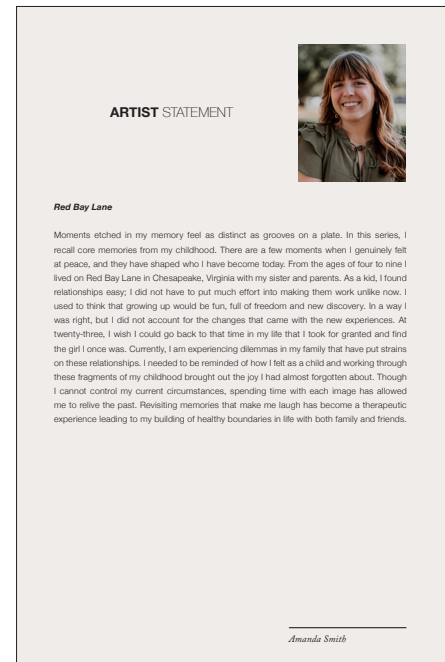 ARTIST STATEMENT
Red Bay Lane
Moments etched in my memory feel as distinct as grooves on a plate. In this series, I
recall core memories from my childhood. There are a few moments when I genuinely felt
at peace, and they have shaped who I have become today. From the ages of four to nine I
lived on Red Bay Lane in Chesapeake, Virginia with my sister and parents. As a kid, I found
relationships easy; I did not have to put much effort into making them work unlike now. I
used to think that growing up would be fun, full of freedom and new discovery. In a way I
was right, but I did not account for the changes that came with the new experiences. At
twenty-three, I wish I could go back to that time in my life that I took for granted and find
the girl I once was. Currently, I am experiencing dilemmas in my family that have put strains
on these relationships. I needed to be reminded of how I felt as a child and working through
these fragments of my childhood brought out the joy I had almost forgotten about. Though
I cannot control my current circumstances, spending time with each image has allowed
me to relive the past. Revisiting memories that make me laugh has become a therapeutic
experience leading to my building of healthy boundaries in life with both family and friends.
Amanda Smith